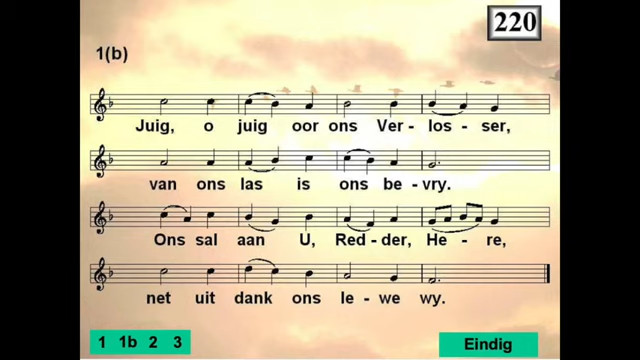 220
1(b)
Juig, o juig oor ons Ver - los - ser,
van ons las is ons be - vry.
Ons sal aan U, Red - der, He - re,
net uit dank ons le - we wy.
1 1b 2 3
Eindig